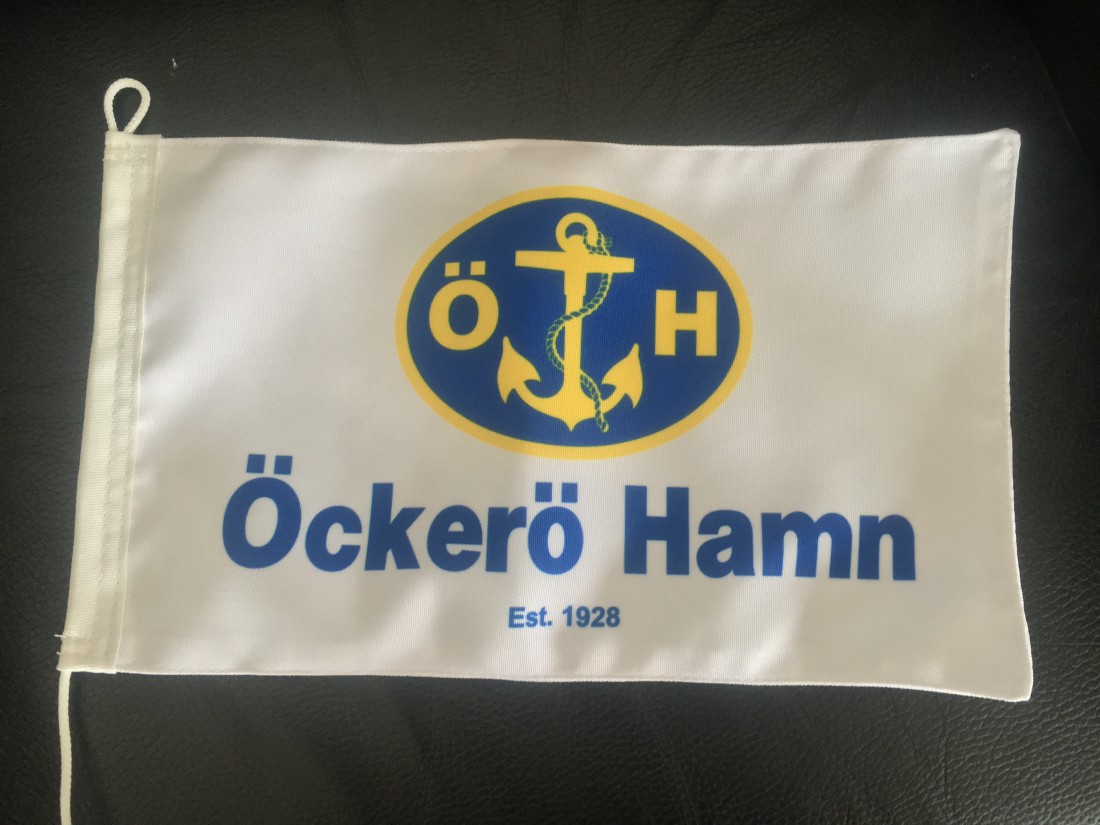 Ö H
Öckerö Hamn
Est. 1928